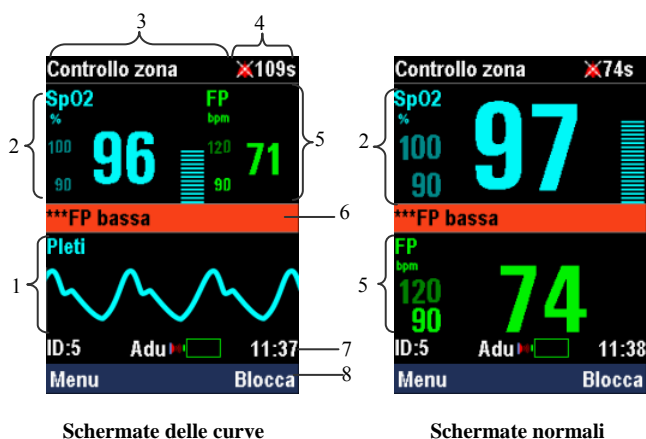 3
4
Controllo zona 109s
SpO2 FP
% bpm
100 96 120 71
90 90
2
5
***FP bassa
6
Pleti
1
ID:5 Adu 11:37
7
Menu Blocca
8
Schermate delle curve
Controllo zona 74s
SpO2
%
100 97
90
2
***FP bassa
FP
bpm
120 74
90
5
ID:5 Adu 11:38
Menu Blocca
Schermate normali